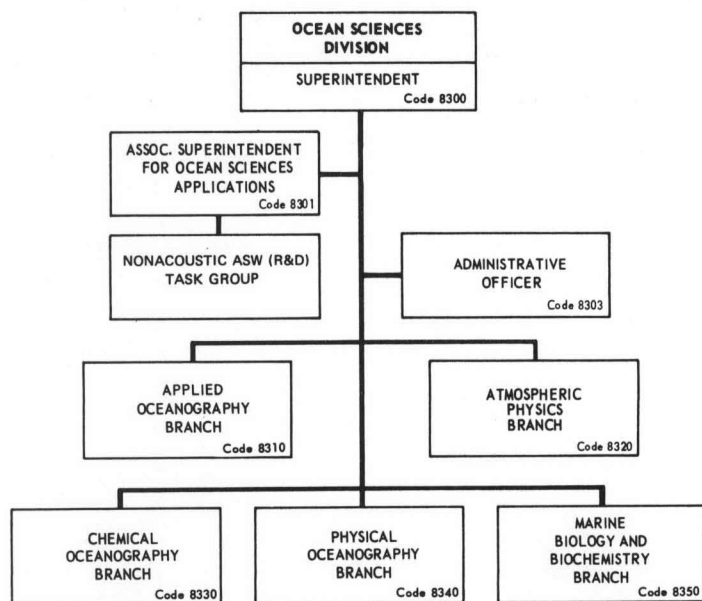 OCEAN SCIENCES
DIVISION
SUPERINTENDENT
Code 8300
ASSOC. SUPERINTENDENT
FOR OCEAN SCIENCES
APPLICATIONS
Code 8301
NONACOUSTIC ASW (R&D)
TASK GROUP
ADMINISTRATIVE
OFFICER
Code 8303
APPLIED
OCEANOGRAPHY
BRANCH
Code 8310
ATMOSPHERIC
PHYSICS
BRANCH
Code 8320
CHEMICAL
OCEANOGRAPHY
BRANCH
Code 8330
PHYSICAL
OCEANOGRAPHY
BRANCH
Code 8340
MARINE
BIOLOGY AND
BIOCHEMISTRY
BRANCH
Code 8350